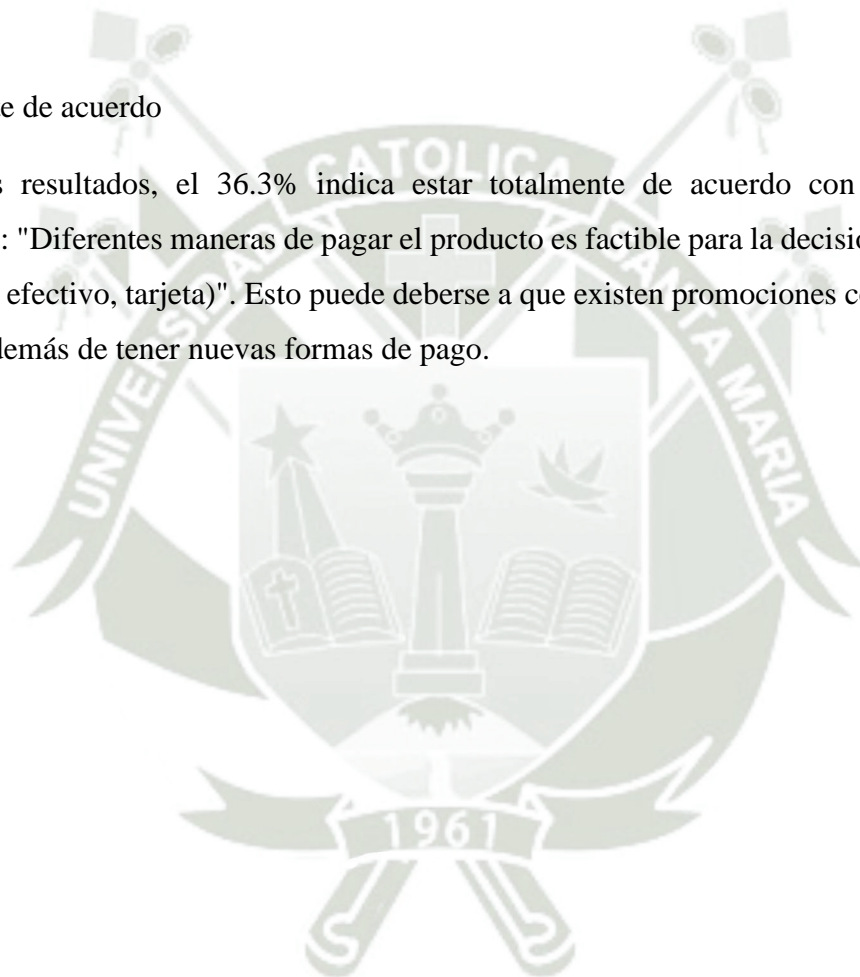 e de acuerdo
s resultados, el 36.3% indica estar totalmente de acuerdo con
: "Diferentes maneras de pagar el producto es factible para la
efectivo, tarjeta)". Esto puede deberse a que existen promociones
demás de tener nuevas formas de pago.
UNIVERSIDAD CATOLICA SANTA MARIA
1961